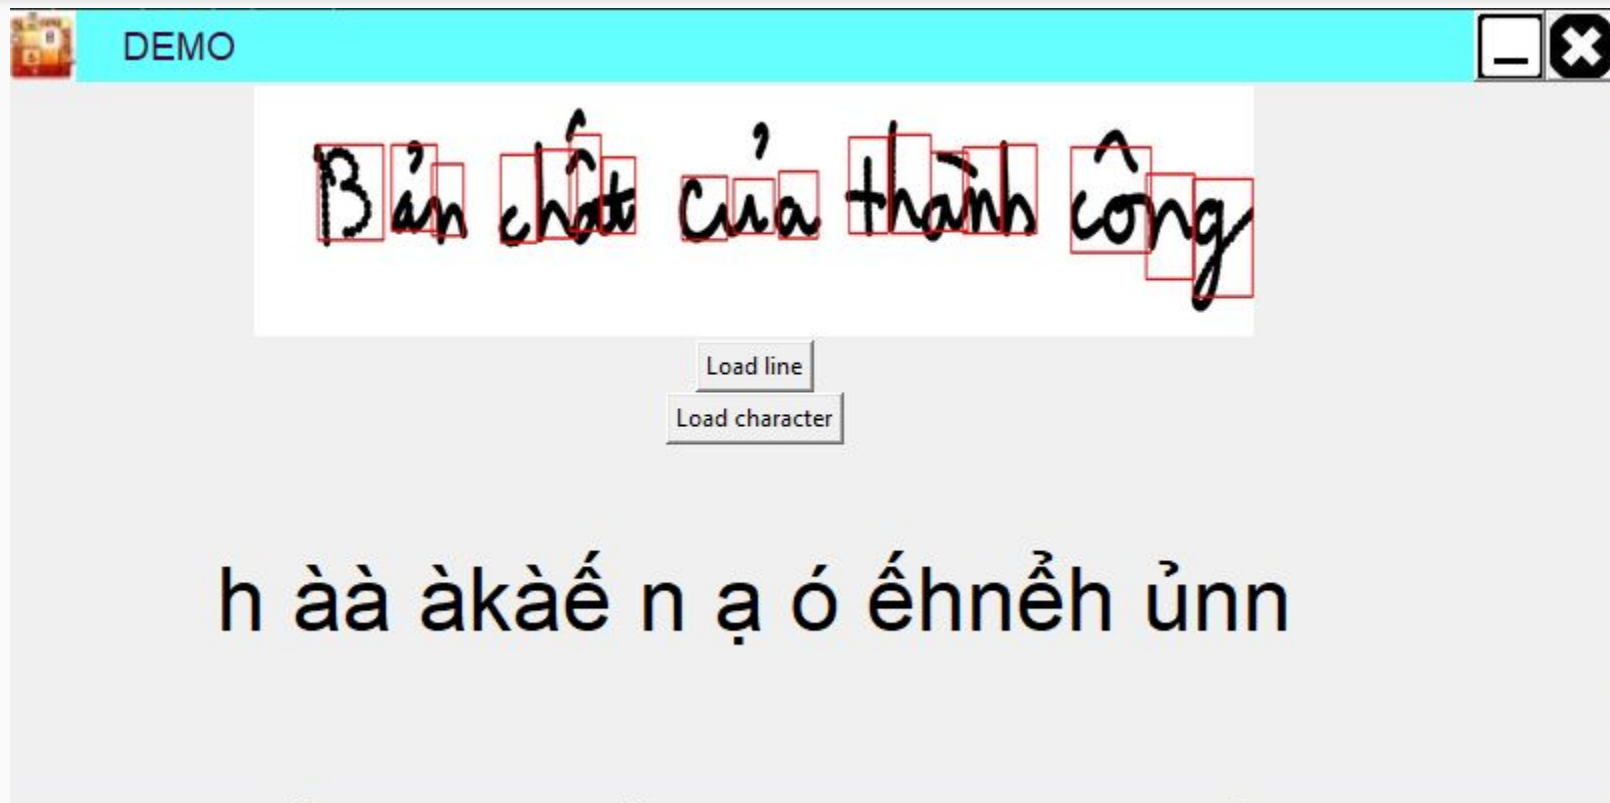 DEMO
Bản chất của thành công
Load line
Load character
h àà àkàế n ạ ó ếhnểh ủnn